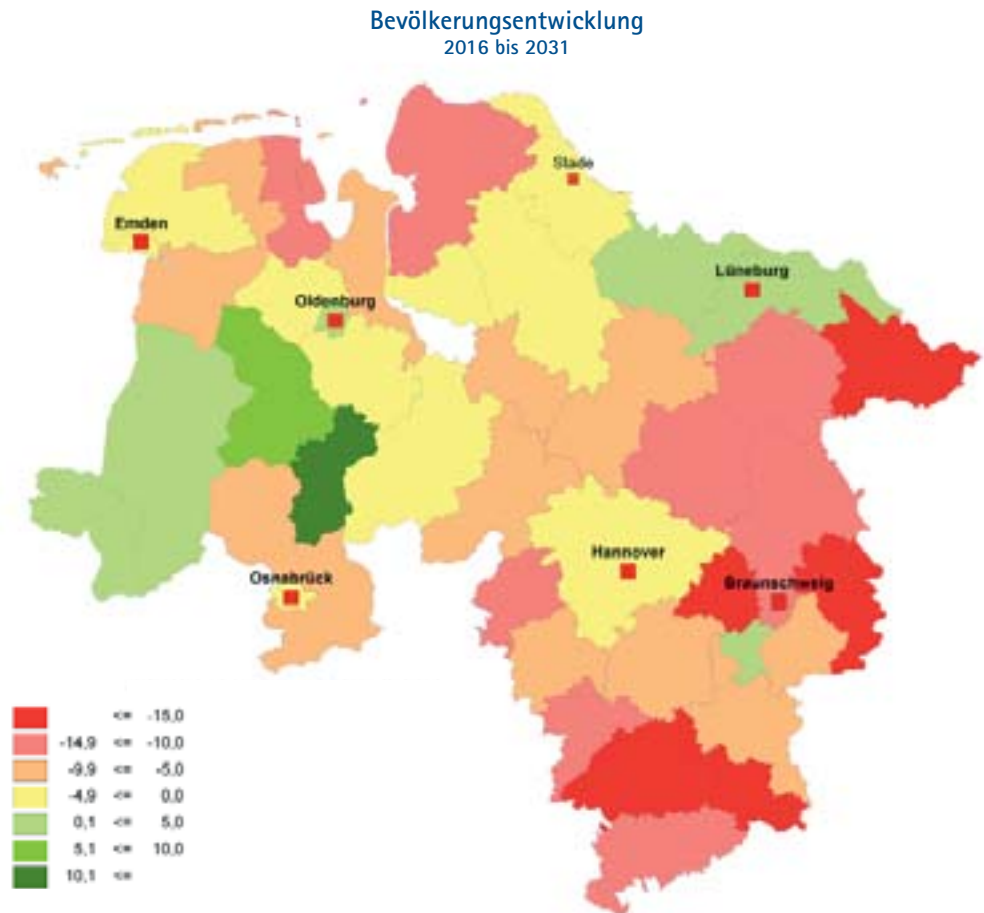 Bevölkerungsentwicklung
2016 bis 2031
Stade
Emden
Lüneburg
Oldenburg
Hannover
Osnabrück
Braunschweig
<= -15,0
-14,9 <= -10,0
-9,9 <= -5,0
-4,9 <= 0,0
0,1 <= 5,0
5,1 <= 10,0
10,1 <=